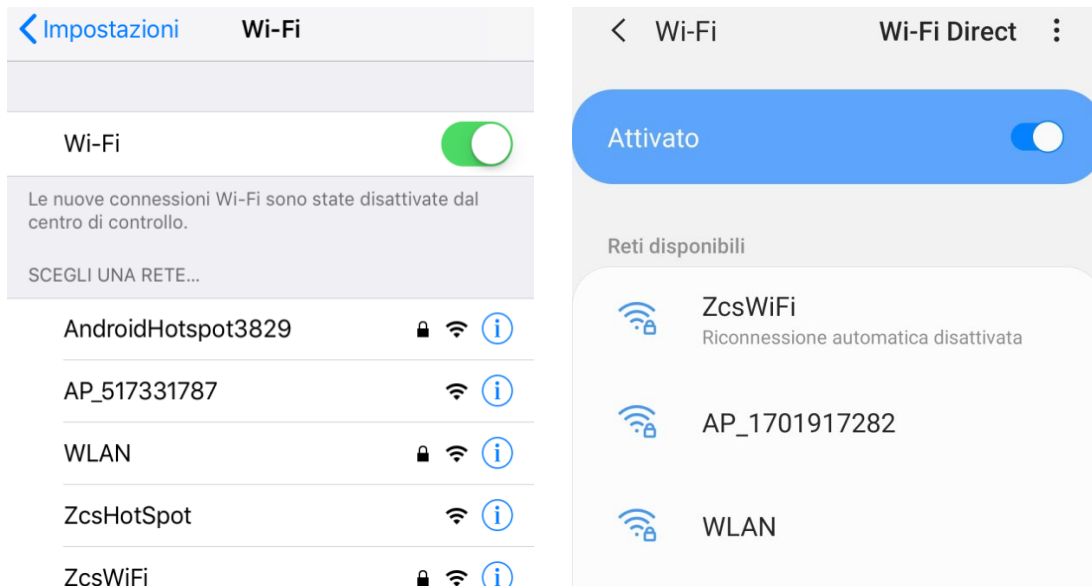 Impostazioni
Wi-Fi
Wi-Fi
Le nuove connessioni Wi-Fi sono state disattivate dal
centro di controllo.
SCEGLI UNA RETE...
AndroidHotspot3829
AP_517331787
WLAN
ZcsHotSpot
ZcsWiFi
Wi-Fi
Wi-Fi Direct
Attivato
Reti disponibili
ZcsWiFi
Riconnessione automatica disattivata
AP_1701917282
WLAN